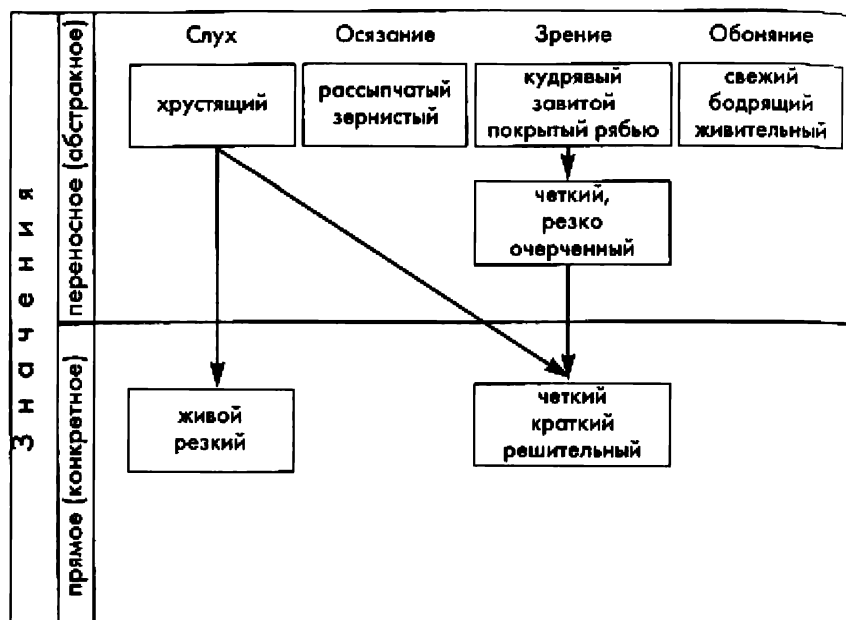 Слух
Осязание
Зрение
Обоняние
хрустящий
рассыпчатый
зернистый
кудрявый
завитой
покрытый рябью
свежий
бодрящий
живительный
четкий,
резко
очерченный
живой
резкий
четкий
краткий
решительный
Значения
переносное (абстракное)
прямое (конкретное)